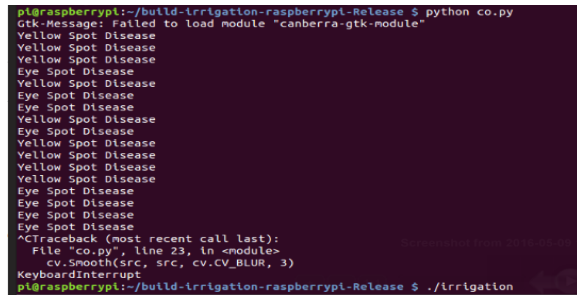 pi@raspberrypi:~/build-irrigation-raspberrypi-Release $ python co.py
Gtk-Message: Failed to load module "canberra-gtk-module"
Yellow Spot Disease
Yellow Spot Disease
Yellow Spot Disease
Eye Spot Disease
Yellow Spot Disease
Eye Spot Disease
Eye Spot Disease
Yellow Spot Disease
Eye Spot Disease
Yellow Spot Disease
Yellow Spot Disease
Yellow Spot Disease
Yellow Spot Disease
Eye Spot Disease
Eye Spot Disease
Eye Spot Disease
Eye Spot Disease
^CTraceback (most recent call last):
File "co.py", line 23, in <module>
cv.Smooth(src, src, cv.CV_BLUR, 3)
KeyboardInterrupt
pi@raspberrypi:~/build-irrigation-raspberrypi-Release $ ./irrigation
Screenshot from 2016-05-09